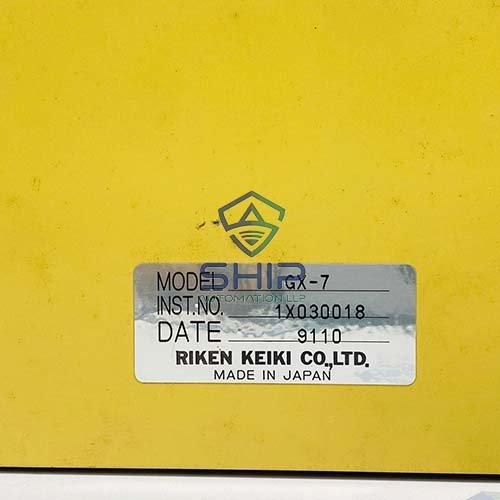 SHIP
AUTOMATION LLP
MODEL GX-7
INST.NO. 1X030018
DATE 9110
RIKEN KEIKI CO.,LTD.
MADE IN JAPAN